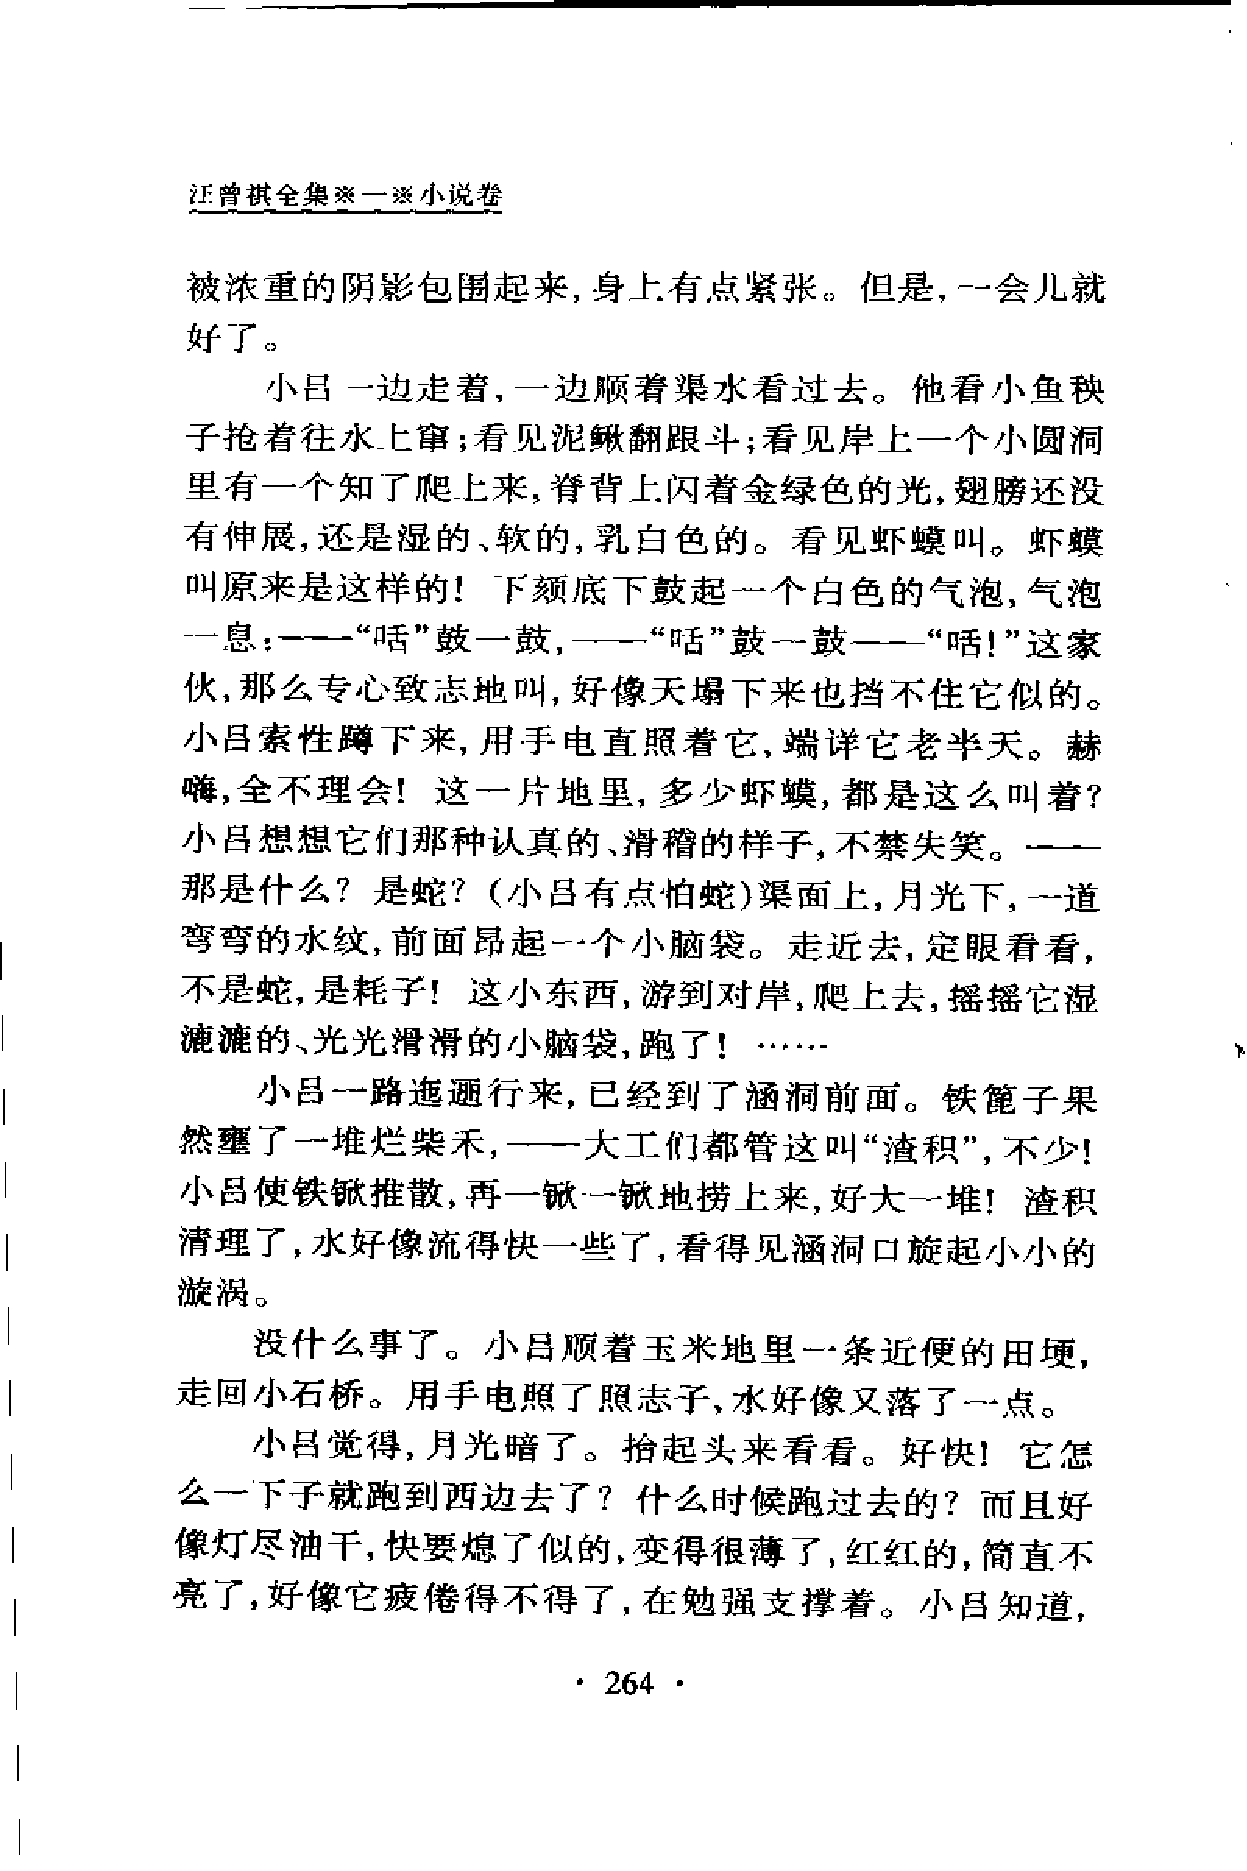 汪曾祺全集※一※小说卷
被浓重的阴影包围起来,身上有点紧张。但是,一会儿就
好了。
小吕一边走着,一边顺着渠水看过去。他看小鱼秧
子抢着往水上窜;看见泥鳅翻跟斗;看见岸上一个小圆洞
里有一个知了爬上来,脊背上闪着金绿色的光,翅膀还没
有伸展,还是湿的、软的,乳白色的。看见虾蟆叫。虾蟆
叫原来是这样的!下颏底下鼓起一个白色的气泡,气泡
一息:——“咶”鼓一鼓,——“咶”鼓一鼓——“咶!”这家
伙,那么专心致志地叫,好像天塌下来也挡不住它似的。
小吕索性蹲下来,用手电直照着它,端详它老半天。赫
嗨,全不理会!这一片地里,多少虾蟆,都是这么叫着?
小吕想想它们那种认真的、滑稽的样子,不禁失笑。——
那是什么?是蛇?(小吕有点怕蛇)渠面上,月光下,一道
弯弯的水纹,前面昂起一个小脑袋。走近去,定眼看看,
不是蛇,是耗子!这小东西,游到对岸,爬上去,摇摇它湿
漉漉的、光光滑滑的小脑袋,跑了!……
小吕一路迤逦行来,已经到了涵洞前面。铁篦子果
然壅了一堆烂柴禾,——大工们都管这叫“渣积”,不少!
小吕使铁锨推散,再一锨一锨地捞上来,好大一堆!渣积
清理了,水好像流得快一些了,看得见涵洞口旋起小小的
漩涡。
没什么事了。小吕顺着玉米地里一条近便的田埂,
走回小石桥。用手电照了照志子,水好像又落了一点。
小吕觉得,月光暗了。抬起头来看看。好快!它怎
么一下子就跑到西边去了?什么时候跑过去的?而且好
像灯尽油干,快要熄了似的,变得很薄了,红红的,简直不
亮了,好像它疲倦得不得了,在勉强支撑着。小吕知道,
· 264 ·